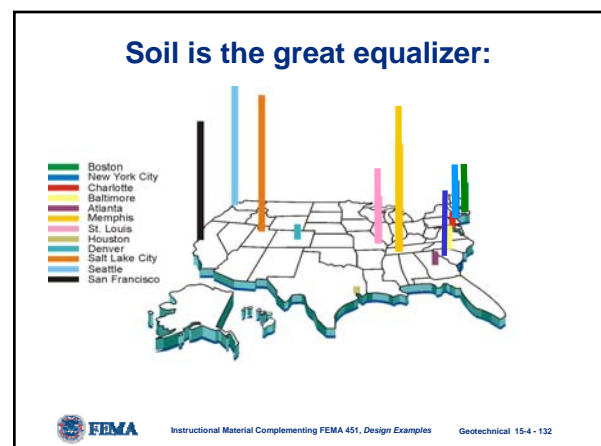 Soil is the great equalizer:
Boston
New York City
Charlotte
Baltimore
Atlanta
Memphis
St. Louis
Houston
Denver
Salt Lake City
Seattle
San Francisco
FEMA
Instructional Material Complementing FEMA 451, Design Examples
Geotechnical 15-4 - 132